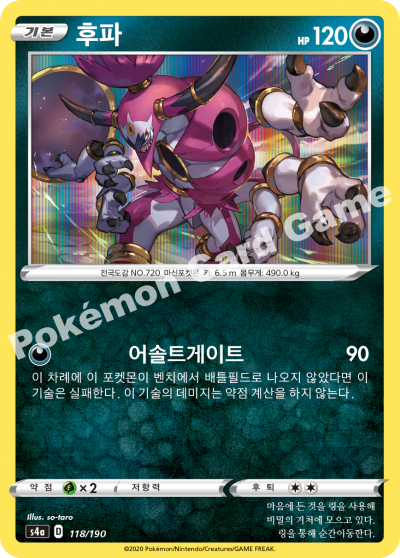 기본 후파 HP 120
Pokémon Card Game
전국도감 NO.720 마신포켓몬 키: 6.5 m 몸무게: 490.0 kg
어솔트게이트 90
이 차례에 이 포켓몬이 벤치에서 배틀필드로 나오지 않았다면 이
기술은 실패한다. 이 기술의 데미지는 약점 계산을 하지 않는다.
약점 ×2 저항력 후퇴
Illus. so-taro
s4a D 118/190
마음에 든 것을 링을 사용해
비밀의 기쳐에 모으고 있다.
링을 통해 순간이동한다.
©2020 Pokémon/Nintendo/Creatures/GAME FREAK.